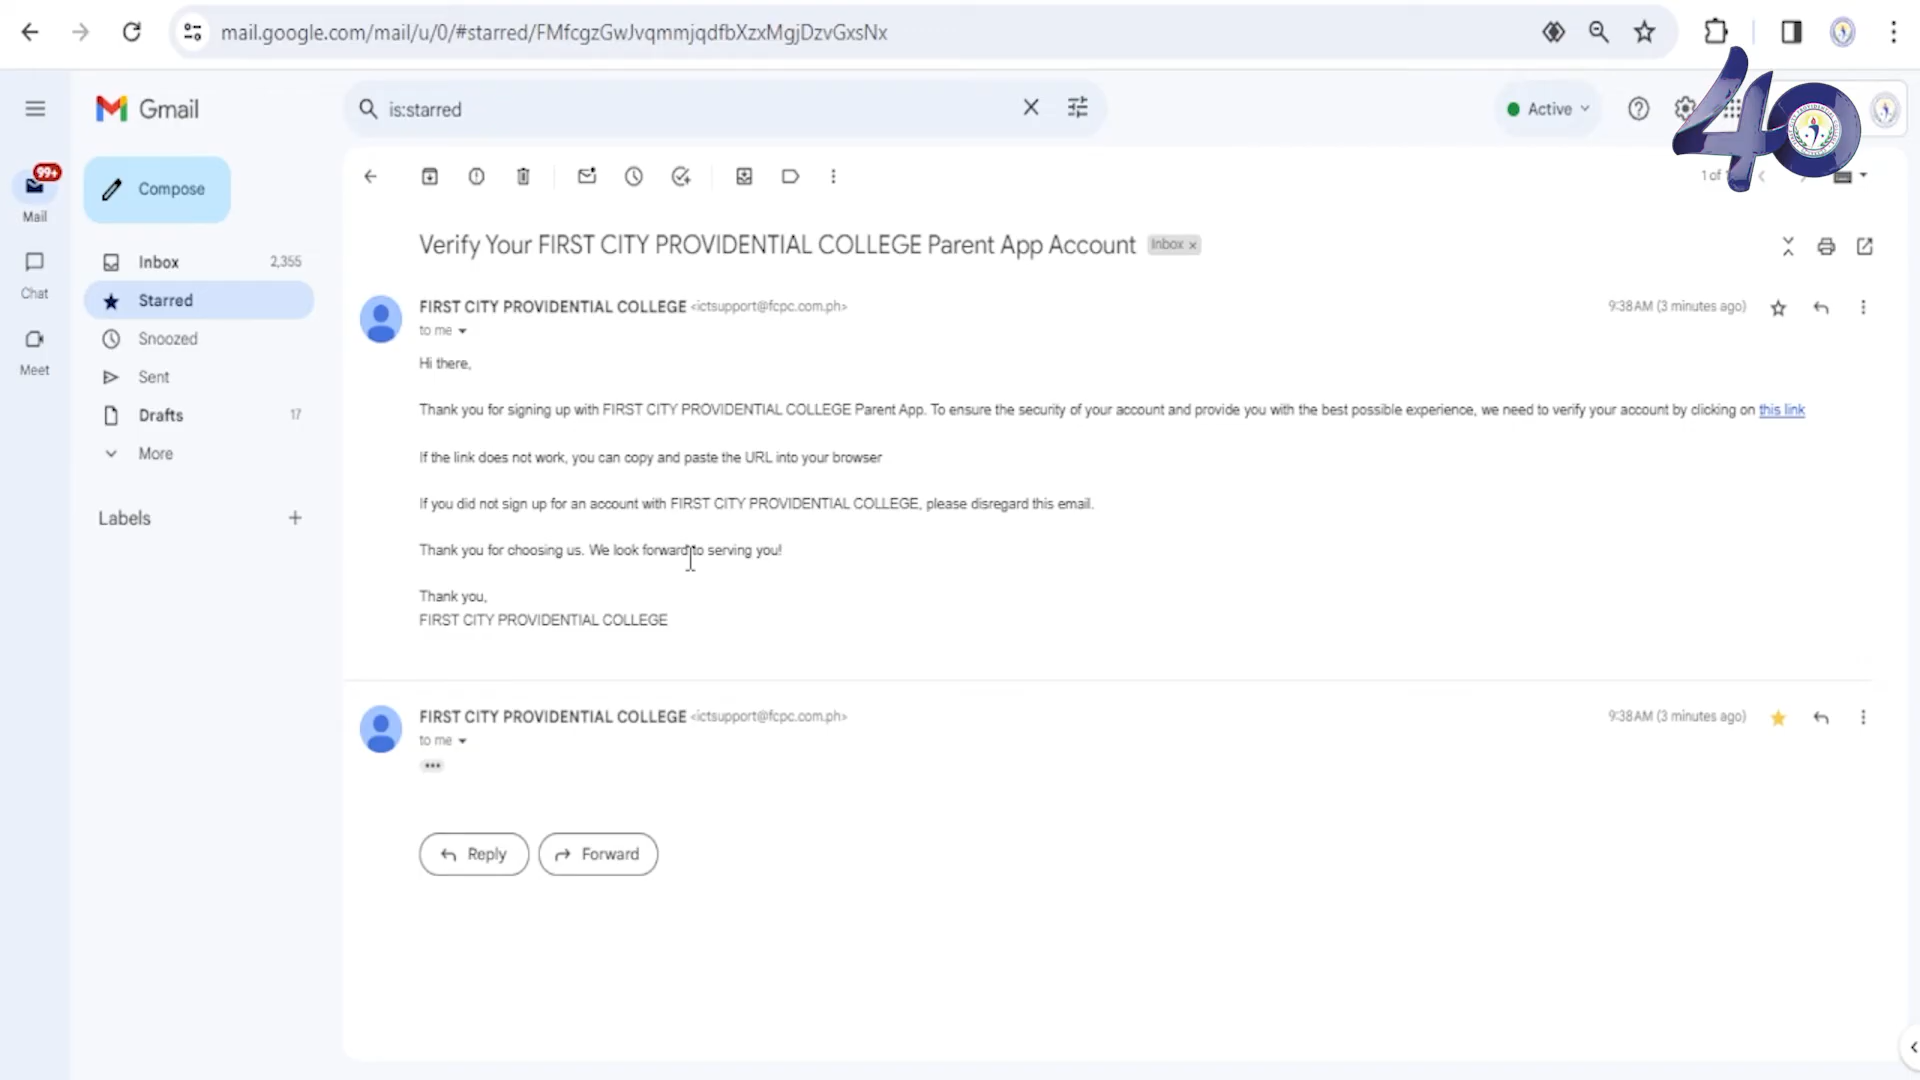 mail.google.com/mail/u/0/#starred/FMfcgzGwJvqmmjqdfbXzxMgjDzvGxsNx
Gmail
is:starred
Active
40
99+
Mail
Compose
1 of
Verify Your FIRST CITY PROVIDENTIAL COLLEGE Parent App Account
Inbox x
Inbox 2,355
Chat
Starred
FIRST CITY PROVIDENTIAL COLLEGE <ictsupport@fcpc.com.ph>
9:38AM (3 minutes ago)
to me
Snoozed
Meet
Hi there,
Sent
Thank you for signing up with FIRST CITY PROVIDENTIAL COLLEGE Parent App. To ensure the security of your account and provide you with the best possible experience, we need to verify your account by clicking on this link
Drafts 17
More
If the link does not work, you can copy and paste the URL into your browser
If you did not sign up for an account with FIRST CITY PROVIDENTIAL COLLEGE, please disregard this email.
Labels
Thank you for choosing us. We look forward to serving you!
Thank you,
FIRST CITY PROVIDENTIAL COLLEGE
FIRST CITY PROVIDENTIAL COLLEGE <ictsupport@fcpc.com.ph>
9:38AM (3 minutes ago)
to me
Reply
Forward